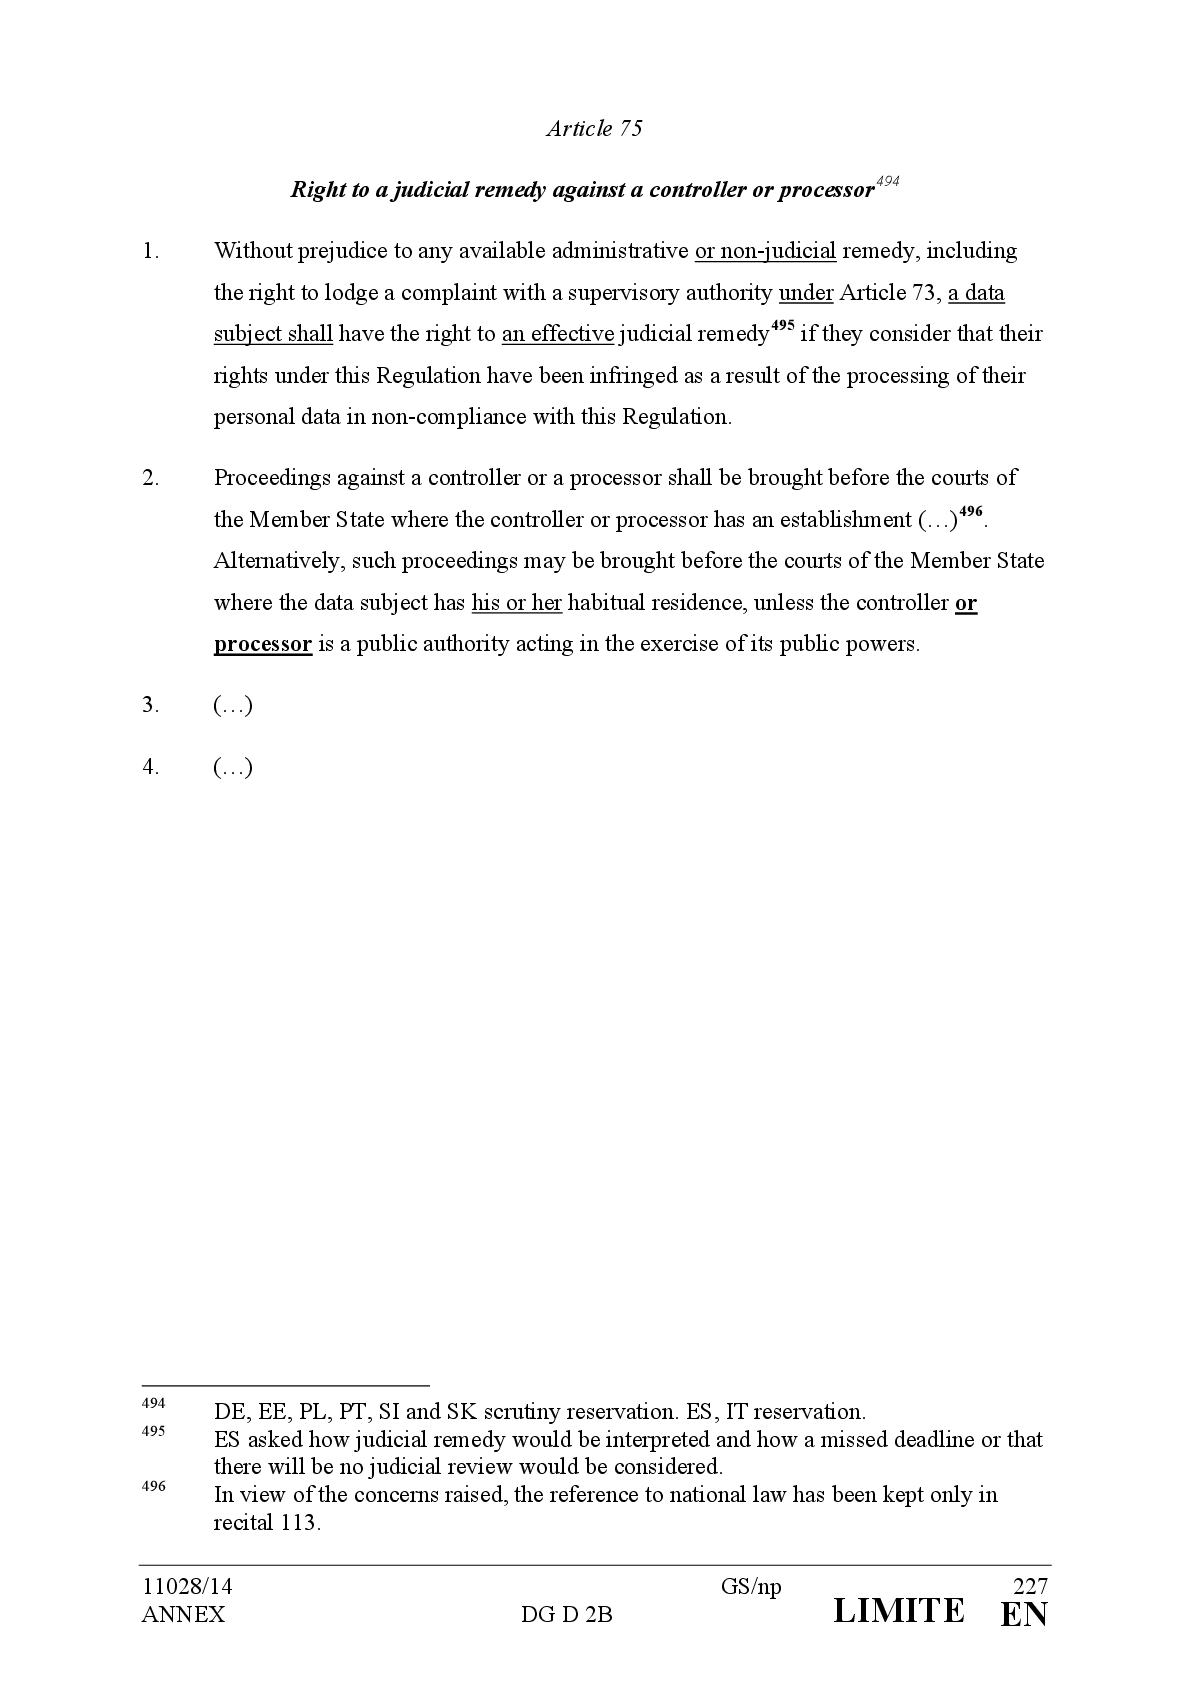 Article 75
Right to a judicial remedy against a controller or processor494
1. Without prejudice to any available administrative or non-judicial remedy, including
the right to lodge a complaint with a supervisory authority under Article 73, a data
subject shall have the right to an effective judicial remedy495 if they consider that their
rights under this Regulation have been infringed as a result of the processing of their
personal data in non-compliance with this Regulation.
2. Proceedings against a controller or a processor shall be brought before the courts of
the Member State where the controller or processor has an establishment (…)496.
Alternatively, such proceedings may be brought before the courts of the Member State
where the data subject has his or her habitual residence, unless the controller or
processor is a public authority acting in the exercise of its public powers.
3. (…)
4. (…)
494 DE, EE, PL, PT, SI and SK scrutiny reservation. ES, IT reservation.
495 ES asked how judicial remedy would be interpreted and how a missed deadline or that
there will be no judicial review would be considered.
496 In view of the concerns raised, the reference to national law has been kept only in
recital 113.
11028/14 GS/np 227
ANNEX DG D 2B LIMITE EN